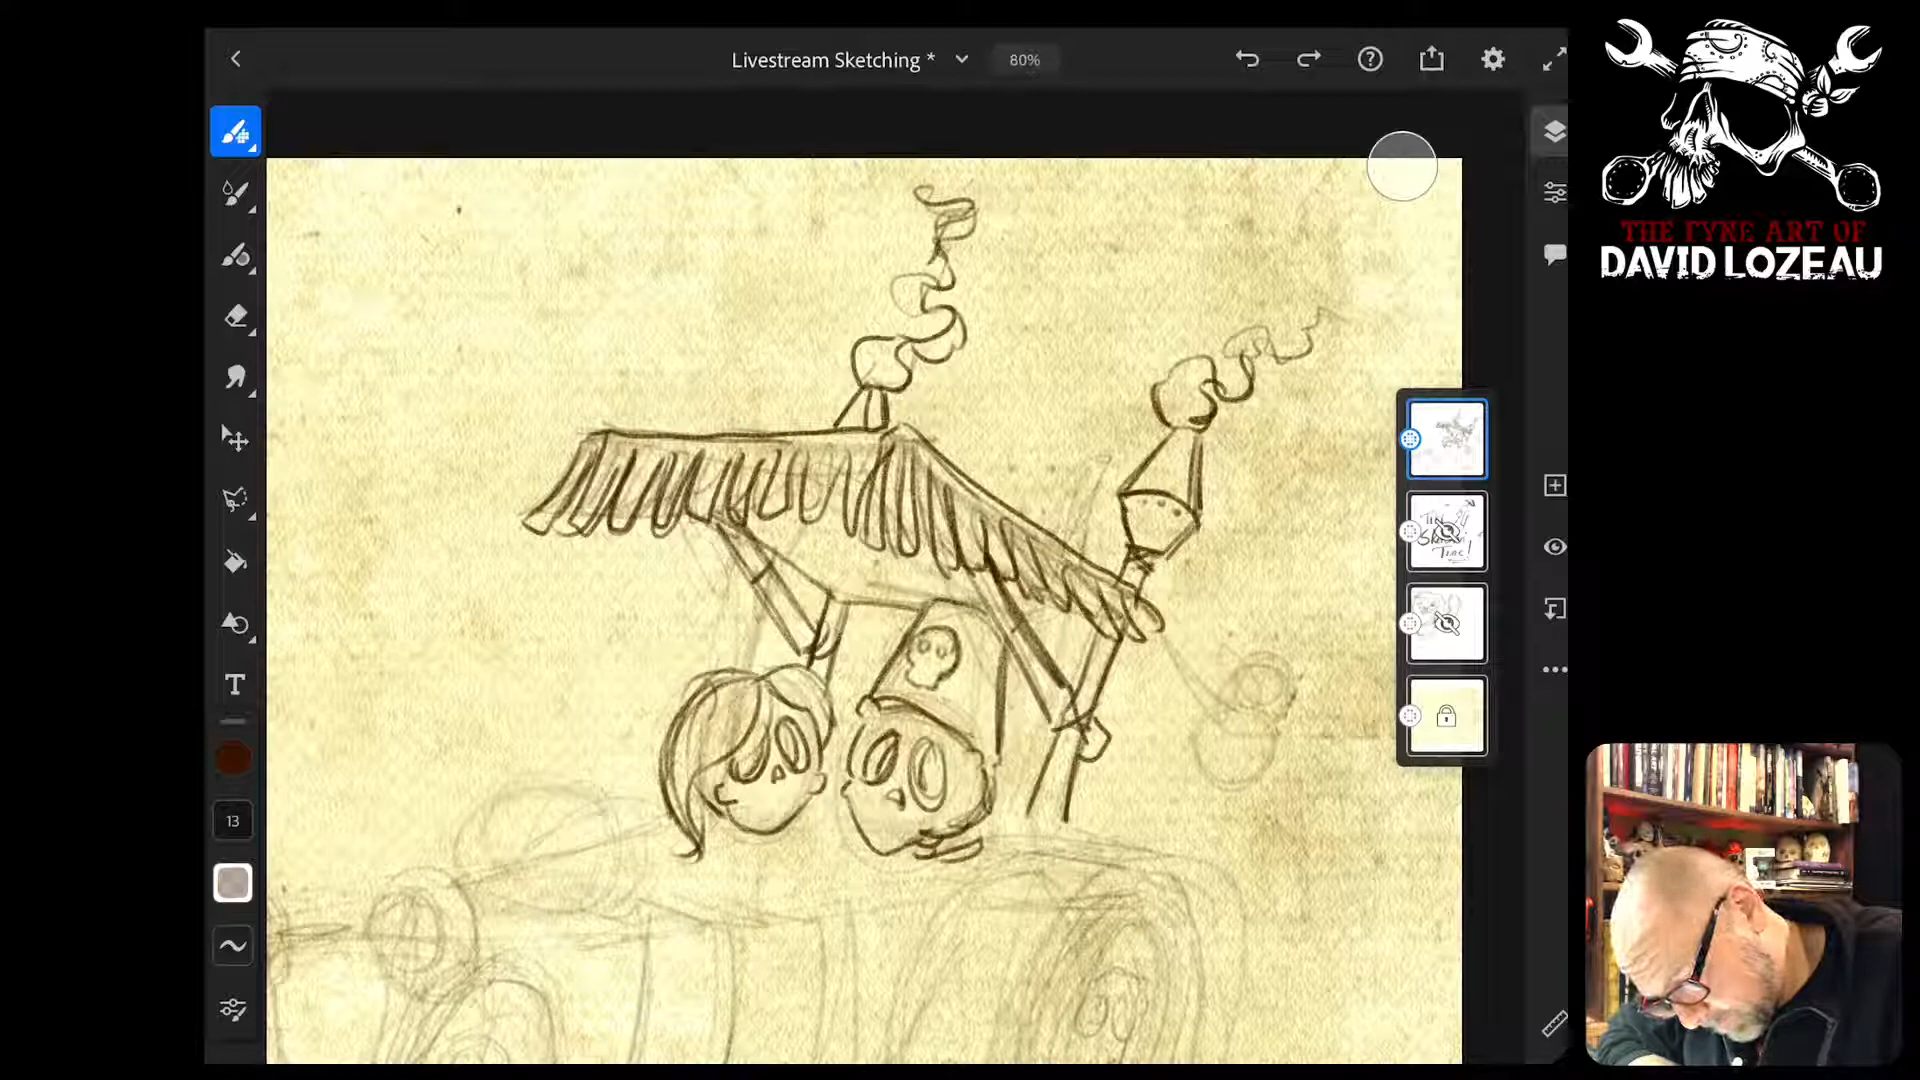 Livestream Sketching *
80%
THE FYNE ART OF
DAVID LOZEAU
T
13